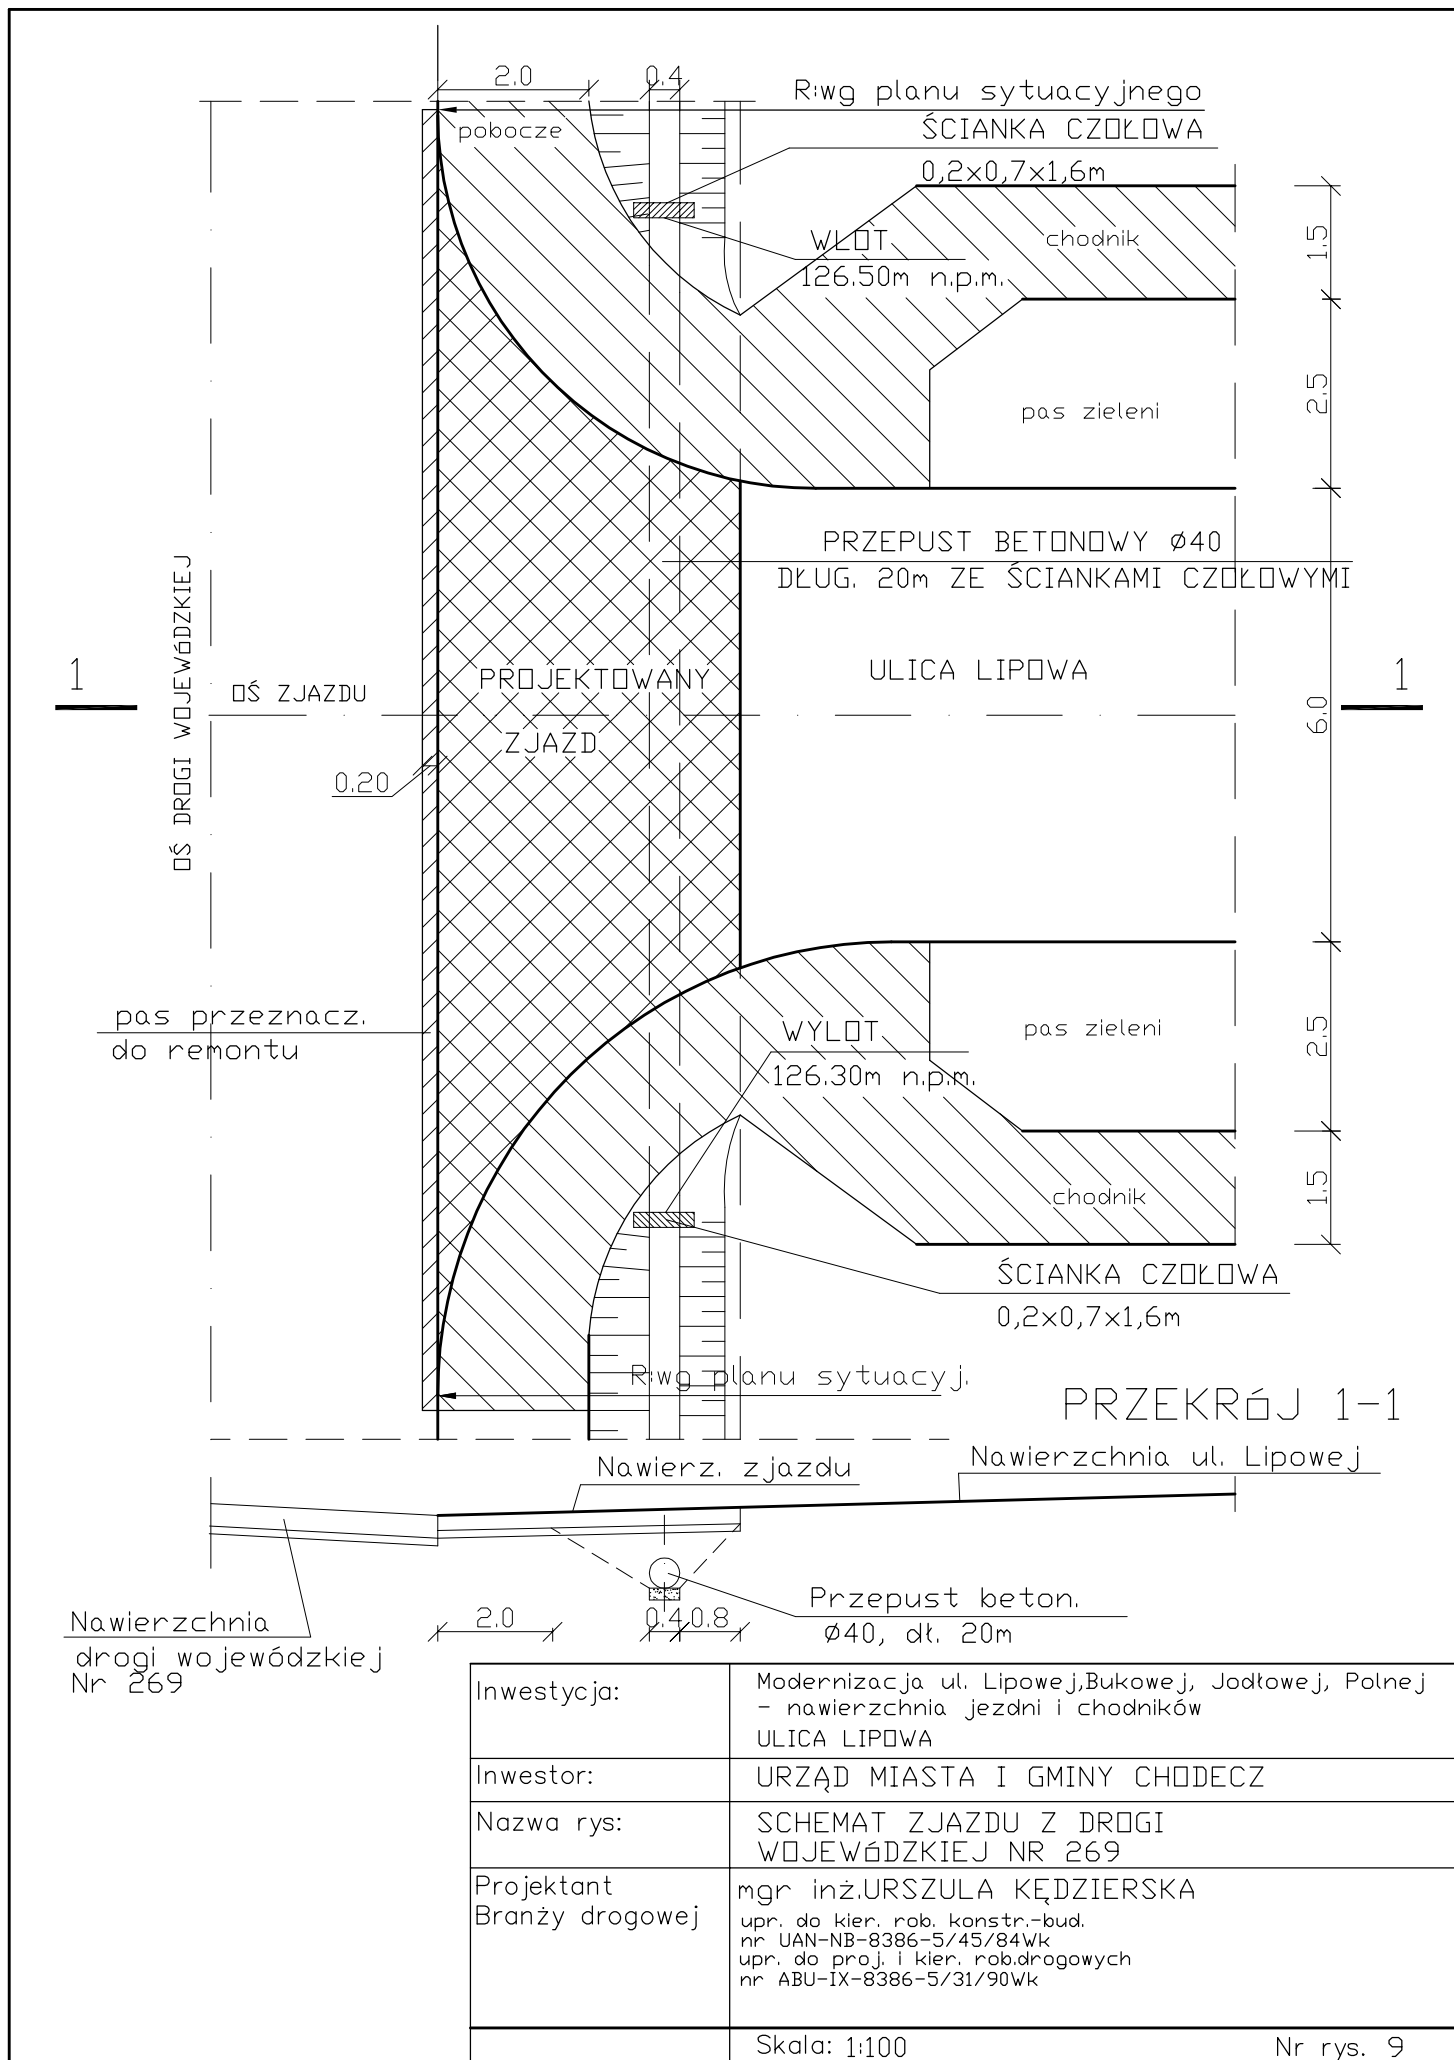 2.0
0.4
R:wg planu sytuacyjnego
pobocze
ŚCIANKA CZOŁOWA
0,2x0,7x1,6m
WLOT
126.50m n.p.m.
chodnik
1.5
2.5
pas zieleni
PRZEPUST BETONOWY Ø40
DŁUG. 20m ZE ŚCIANKAMI CZOŁOWYMI
OŚ DROGI WOJEWóDZKIEJ
1
OŚ ZJAZDU
PROJEKTOWANY
ZJAZD
ULICA LIPOWA
1
6.0
0.20
pas przeznacz.
do remontu
WYLOT
126.30m n.p.m.
pas zieleni
2.5
chodnik
1.5
ŚCIANKA CZOŁOWA
0,2x0,7x1,6m
R:wg planu sytuacyj.
PRZEKRóJ 1-1
Nawierz. zjazdu
Nawierzchnia ul. Lipowej
Nawierzchnia
drogi wojewódzkiej
Nr 269
2.0
0.4
0.8
Przepust beton.
Ø40, dł. 20m
Inwestycja:
Modernizacja ul. Lipowej,Bukowej, Jodłowej, Polnej
- nawierzchnia jezdni i chodników
ULICA LIPOWA
Inwestor:
URZĄD MIASTA I GMINY CHODECZ
Nazwa rys:
SCHEMAT ZJAZDU Z DROGI
WOJEWóDZKIEJ NR 269
Projektant
Branży drogowej
mgr inż.URSZULA KĘDZIERSKA
upr. do kier. rob. konstr.-bud.
nr UAN-NB-8386-5/45/84Wk
upr. do proj. i kier. rob.drogowych
nr ABU-IX-8386-5/31/90Wk
Skala: 1:100
Nr rys. 9